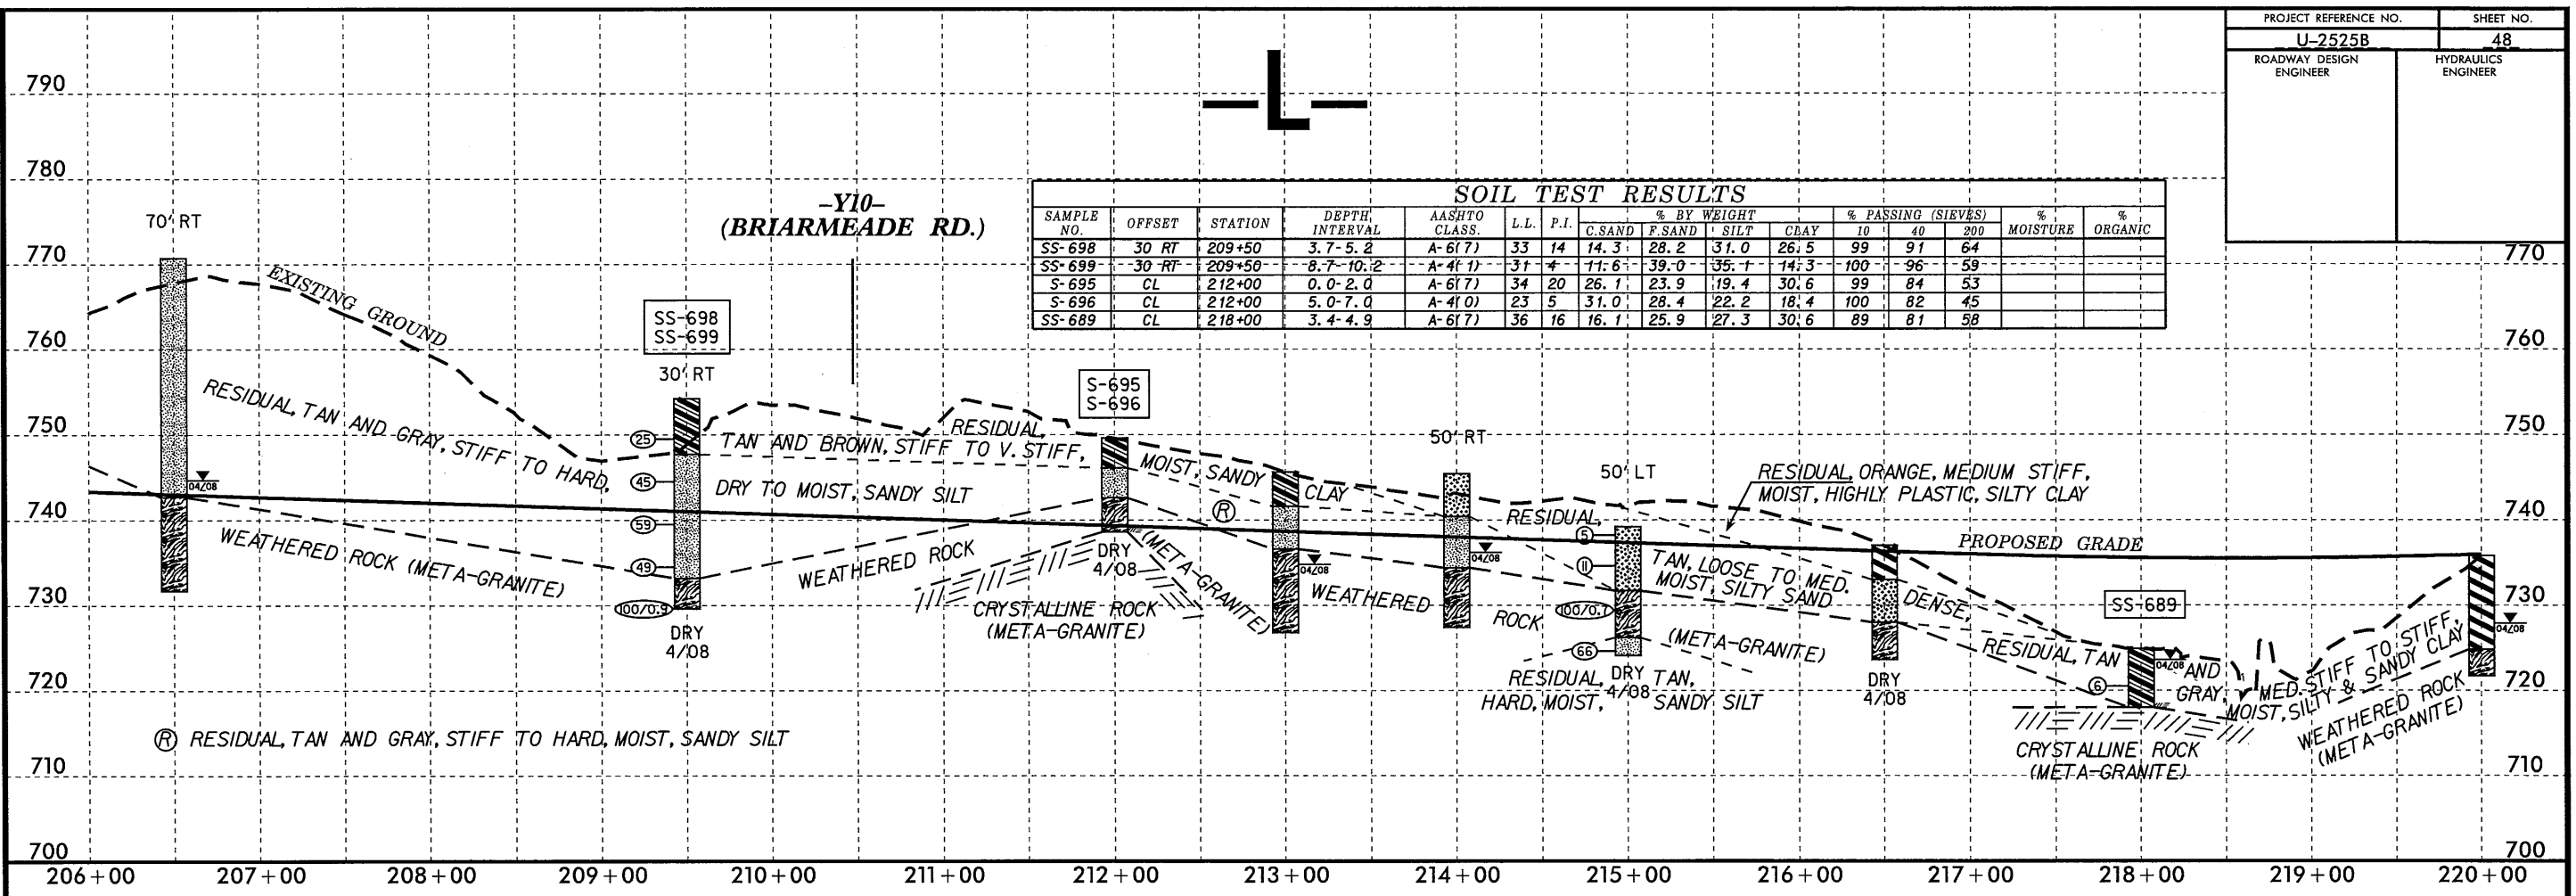 PROJECT REFERENCE NO. SHEET NO.
U-2525B 48
ROADWAY DESIGN ENGINEER
HYDRAULICS ENGINEER
L
790
780
770 770
760 760
750 750
740 740
730 730
720 720
710 710
700
SOIL TEST RESULTS
SAMPLE NO. OFFSET STATION DEPTH INTERVAL AASHTO CLASS. L.L. P.I. % BY WEIGHT % PASSING (SIEVES) % MOISTURE % ORGANIC
C.SAND F.SAND SILT CLAY 10 40 200
SS-698 30 RT 209+50 3.7-5.2 A-6(7) 33 14 14.3 28.2 31.0 26.5 99 91 64
SS-699 30 RT 209+50 8.7-10.2 A-4(1) 31 4 11.6 39.0 35.1 14.3 100 96 59
S-695 CL 212+00 0.0-2.0 A-6(7) 34 20 26.1 23.9 19.4 30.6 99 84 53
S-696 CL 212+00 5.0-7.0 A-4(0) 23 5 31.0 28.4 22.2 18.4 100 82 45
SS-689 CL 218+00 3.4-4.9 A-6(7) 36 16 16.1 25.9 27.3 30.6 89 81 58
-Y10-
(BRIARMEADE RD.)
70' RT
04/08
EXISTING GROUND
RESIDUAL, TAN AND GRAY, STIFF TO HARD,
DRY TO MOIST, SANDY SILT
WEATHERED ROCK (META-GRANITE)
SS-698
SS-699
30' RT
25
45
59
49
100/0.9
DRY
4/08
RESIDUAL,
TAN AND BROWN, STIFF TO V. STIFF,
MOIST, SANDY
CLAY
S-695
S-696
R
DRY
4/08
WEATHERED ROCK
(META-GRANITE)
CRYSTALLINE ROCK
(META-GRANITE)
04/08
50' RT
04/08
WEATHERED
ROCK
(META-GRANITE)
50' LT
5
11
100/0.7
66
DRY
4/08
RESIDUAL,
TAN, LOOSE TO MED.
DENSE,
MOIST, SILTY SAND
RESIDUAL, TAN,
HARD, MOIST, SANDY SILT
RESIDUAL, ORANGE, MEDIUM STIFF,
MOIST, HIGHLY PLASTIC, SILTY CLAY
PROPOSED GRADE
DRY
4/08
SS-689
6
04/08
RESIDUAL, TAN
AND
GRAY,
MED. STIFF TO STIFF,
MOIST, SILTY & SANDY CLAY
CRYSTALLINE ROCK
(META-GRANITE)
WEATHERED ROCK
(META-GRANITE)
04/08
R RESIDUAL, TAN AND GRAY, STIFF TO HARD, MOIST, SANDY SILT
206+00 207+00 208+00 209+00 210+00 211+00 212+00 213+00 214+00 215+00 216+00 217+00 218+00 219+00 220+00